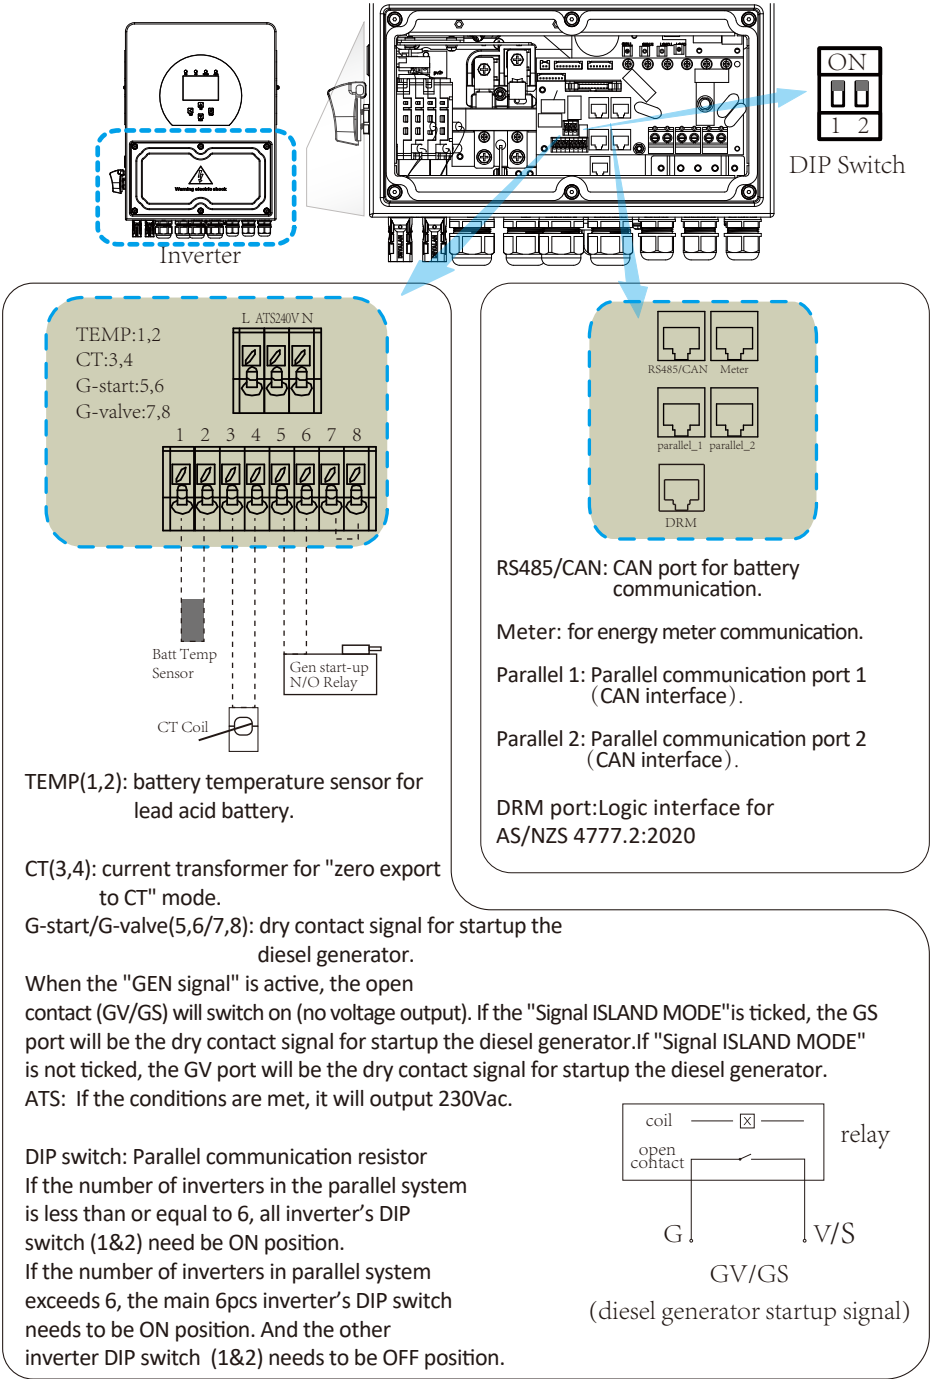 Warning electric shock
Inverter
ON
1 2
DIP Switch
TEMP:1,2
CT:3,4
G-start:5,6
G-valve:7,8
L ATS240V N
1 2 3 4 5 6 7 8
Batt Temp
Sensor
Gen start-up
N/O Relay
CT Coil
RS485/CAN Meter
parallel_1 parallel_2
DRM
RS485/CAN: CAN port for battery
communication.
Meter: for energy meter communication.
Parallel 1: Parallel communication port 1
（CAN interface）.
Parallel 2: Parallel communication port 2
（CAN interface）.
DRM port:Logic interface for
AS/NZS 4777.2:2020
TEMP(1,2): battery temperature sensor for
lead acid battery.
CT(3,4): current transformer for "zero export
to CT" mode.
G-start/G-valve(5,6/7,8): dry contact signal for startup the
diesel generator.
When the "GEN signal" is active, the open
contact (GV/GS) will switch on (no voltage output). If the "Signal ISLAND MODE"is ticked, the GS
port will be the dry contact signal for startup the diesel generator.If "Signal ISLAND MODE"
is not ticked, the GV port will be the dry contact signal for startup the diesel generator.
ATS: If the conditions are met, it will output 230Vac.
DIP switch: Parallel communication resistor
If the number of inverters in the parallel system
is less than or equal to 6, all inverter’s DIP
switch (1&2) need be ON position.
If the number of inverters in parallel system
exceeds 6, the main 6pcs inverter’s DIP switch
needs to be ON position. And the other
inverter DIP switch (1&2) needs to be OFF position.
coil
open
contact
relay
G V/S
GV/GS
(diesel generator startup signal)